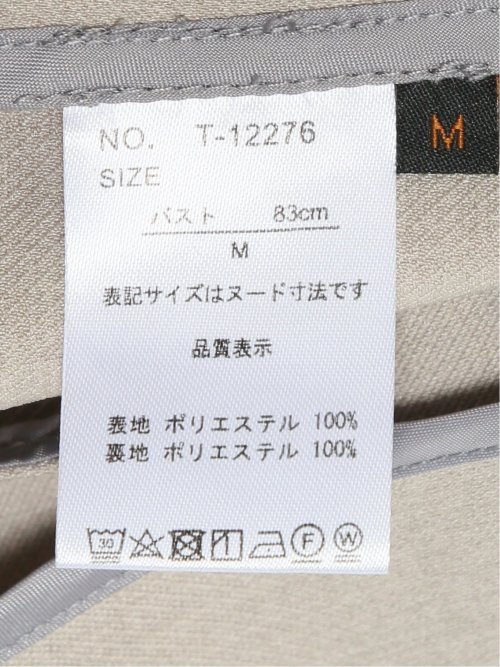 NO. T-12276
M
SIZE
バスト 83cm
M
表記サイズはヌード寸法です
品質表示
表地 ポリエステル 100%
裏地 ポリエステル 100%
30 F W